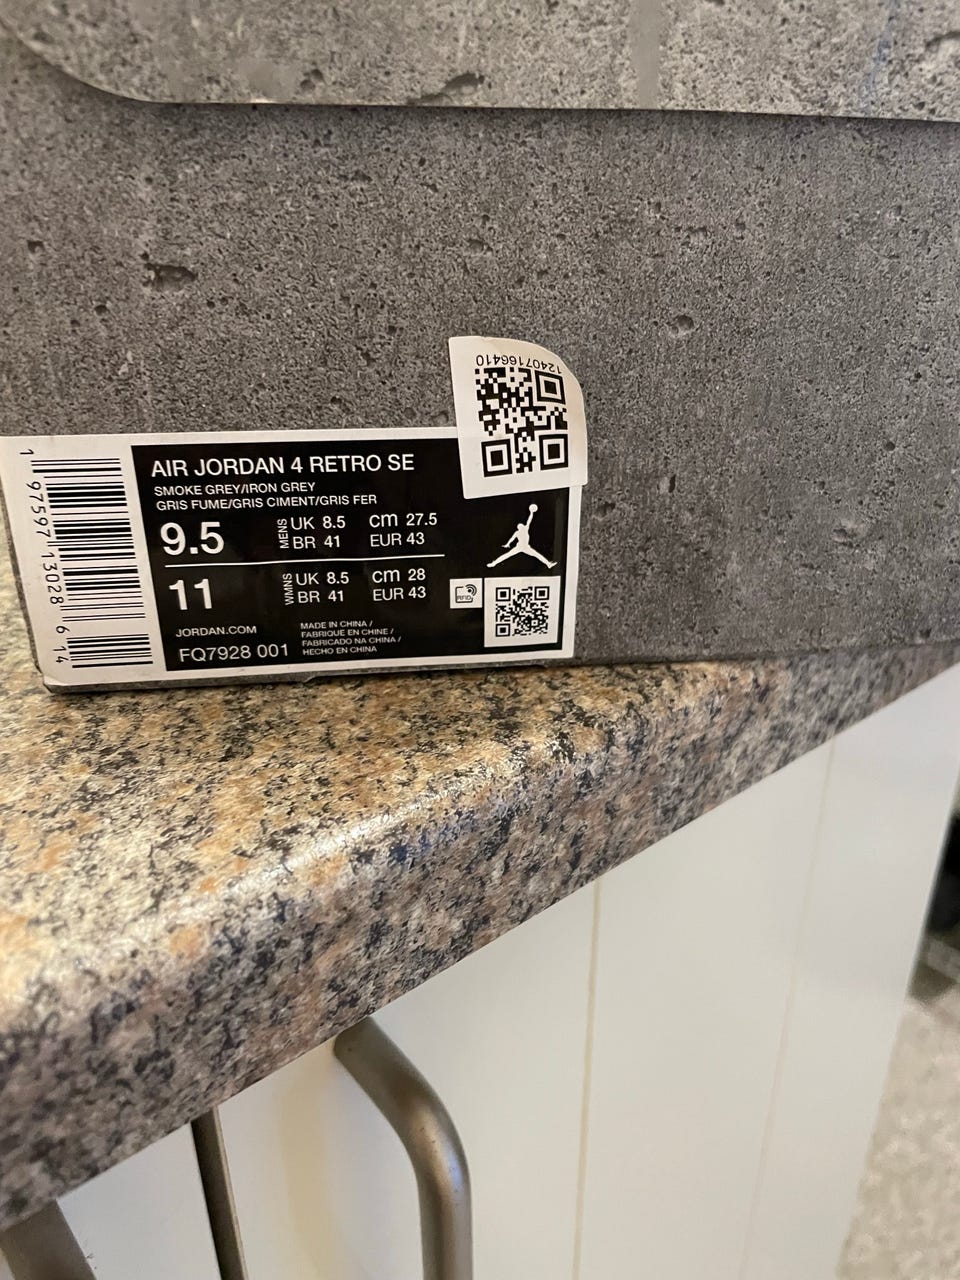 12407166410
AIR JORDAN 4 RETRO SE
SMOKE GREY/IRON GREY
GRIS FUME/GRIS CIMENT/GRIS FER
9.5 MENS UK 8.5 cm 27.5
BR 41 EUR 43
11 WMNS UK 8.5 cm 28
BR 41 EUR 43
RFID
JORDAN.COM
FQ7928 001
MADE IN CHINA /
FABRIQUE EN CHINE /
FABRICADO NA CHINA /
HECHO EN CHINA
1 97597 13028 6 14